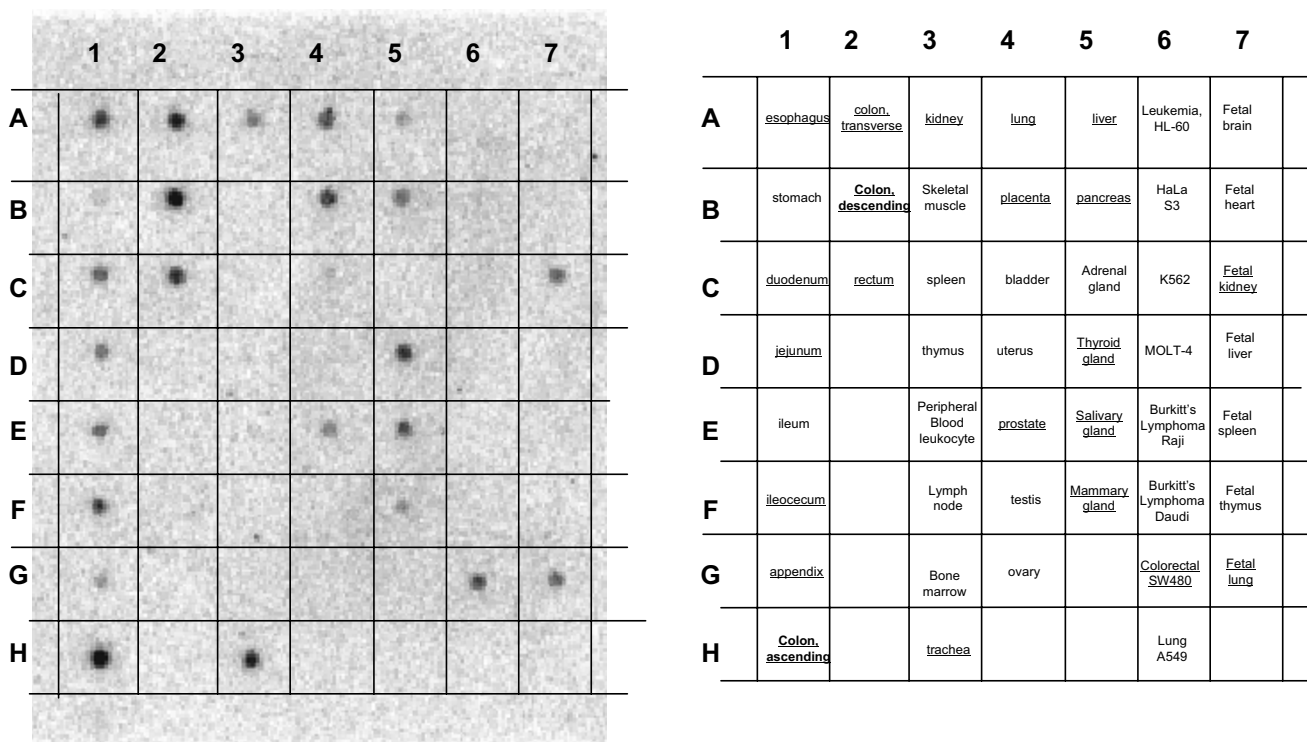 1 2 3 4 5 6 7
A
B
C
D
E
F
G
H
1 2 3 4 5 6 7
A esophagus colon, transverse kidney lung liver Leukemia, HL-60 Fetal brain
B stomach Colon, descending Skeletal muscle placenta pancreas HaLa S3 Fetal heart
C duodenum rectum spleen bladder Adrenal gland K562 Fetal kidney
D jejunum thymus uterus Thyroid gland MOLT-4 Fetal liver
E ileum Peripheral Blood leukocyte prostate Salivary gland Burkitt's Lymphoma Raji Fetal spleen
F ileocecum Lymph node testis Mammary gland Burkitt's Lymphoma Daudi Fetal thymus
G appendix Bone marrow ovary Colorectal SW480 Fetal lung
H Colon, ascending trachea Lung A549